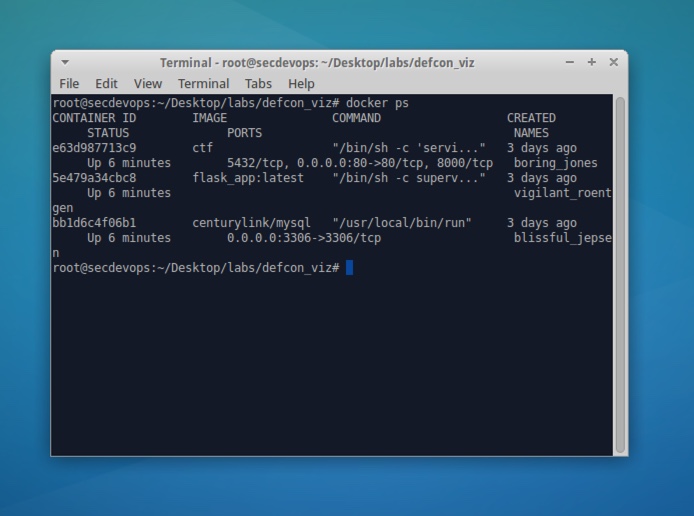 Terminal - root@secdevops: ~/Desktop/labs/defcon_viz
File Edit View Terminal Tabs Help
root@secdevops:~/Desktop/labs/defcon_viz# docker ps
CONTAINER ID        IMAGE               COMMAND                  CREATED
     STATUS              PORTS                                    NAMES
e63d987713c9        ctf                 "/bin/sh -c 'servi..."   3 days ago
     Up 6 minutes        5432/tcp, 0.0.0.0:80->80/tcp, 8000/tcp   boring_jones
5e479a34cbc8        flask_app:latest    "/bin/sh -c superv..."   3 days ago
     Up 6 minutes                                                 vigilant_roent
gen
bb1d6c4f06b1        centurylink/mysql   "/usr/local/bin/run"     3 days ago
     Up 6 minutes        0.0.0.0:3306->3306/tcp                   blissful_jepse
n
root@secdevops:~/Desktop/labs/defcon_viz#